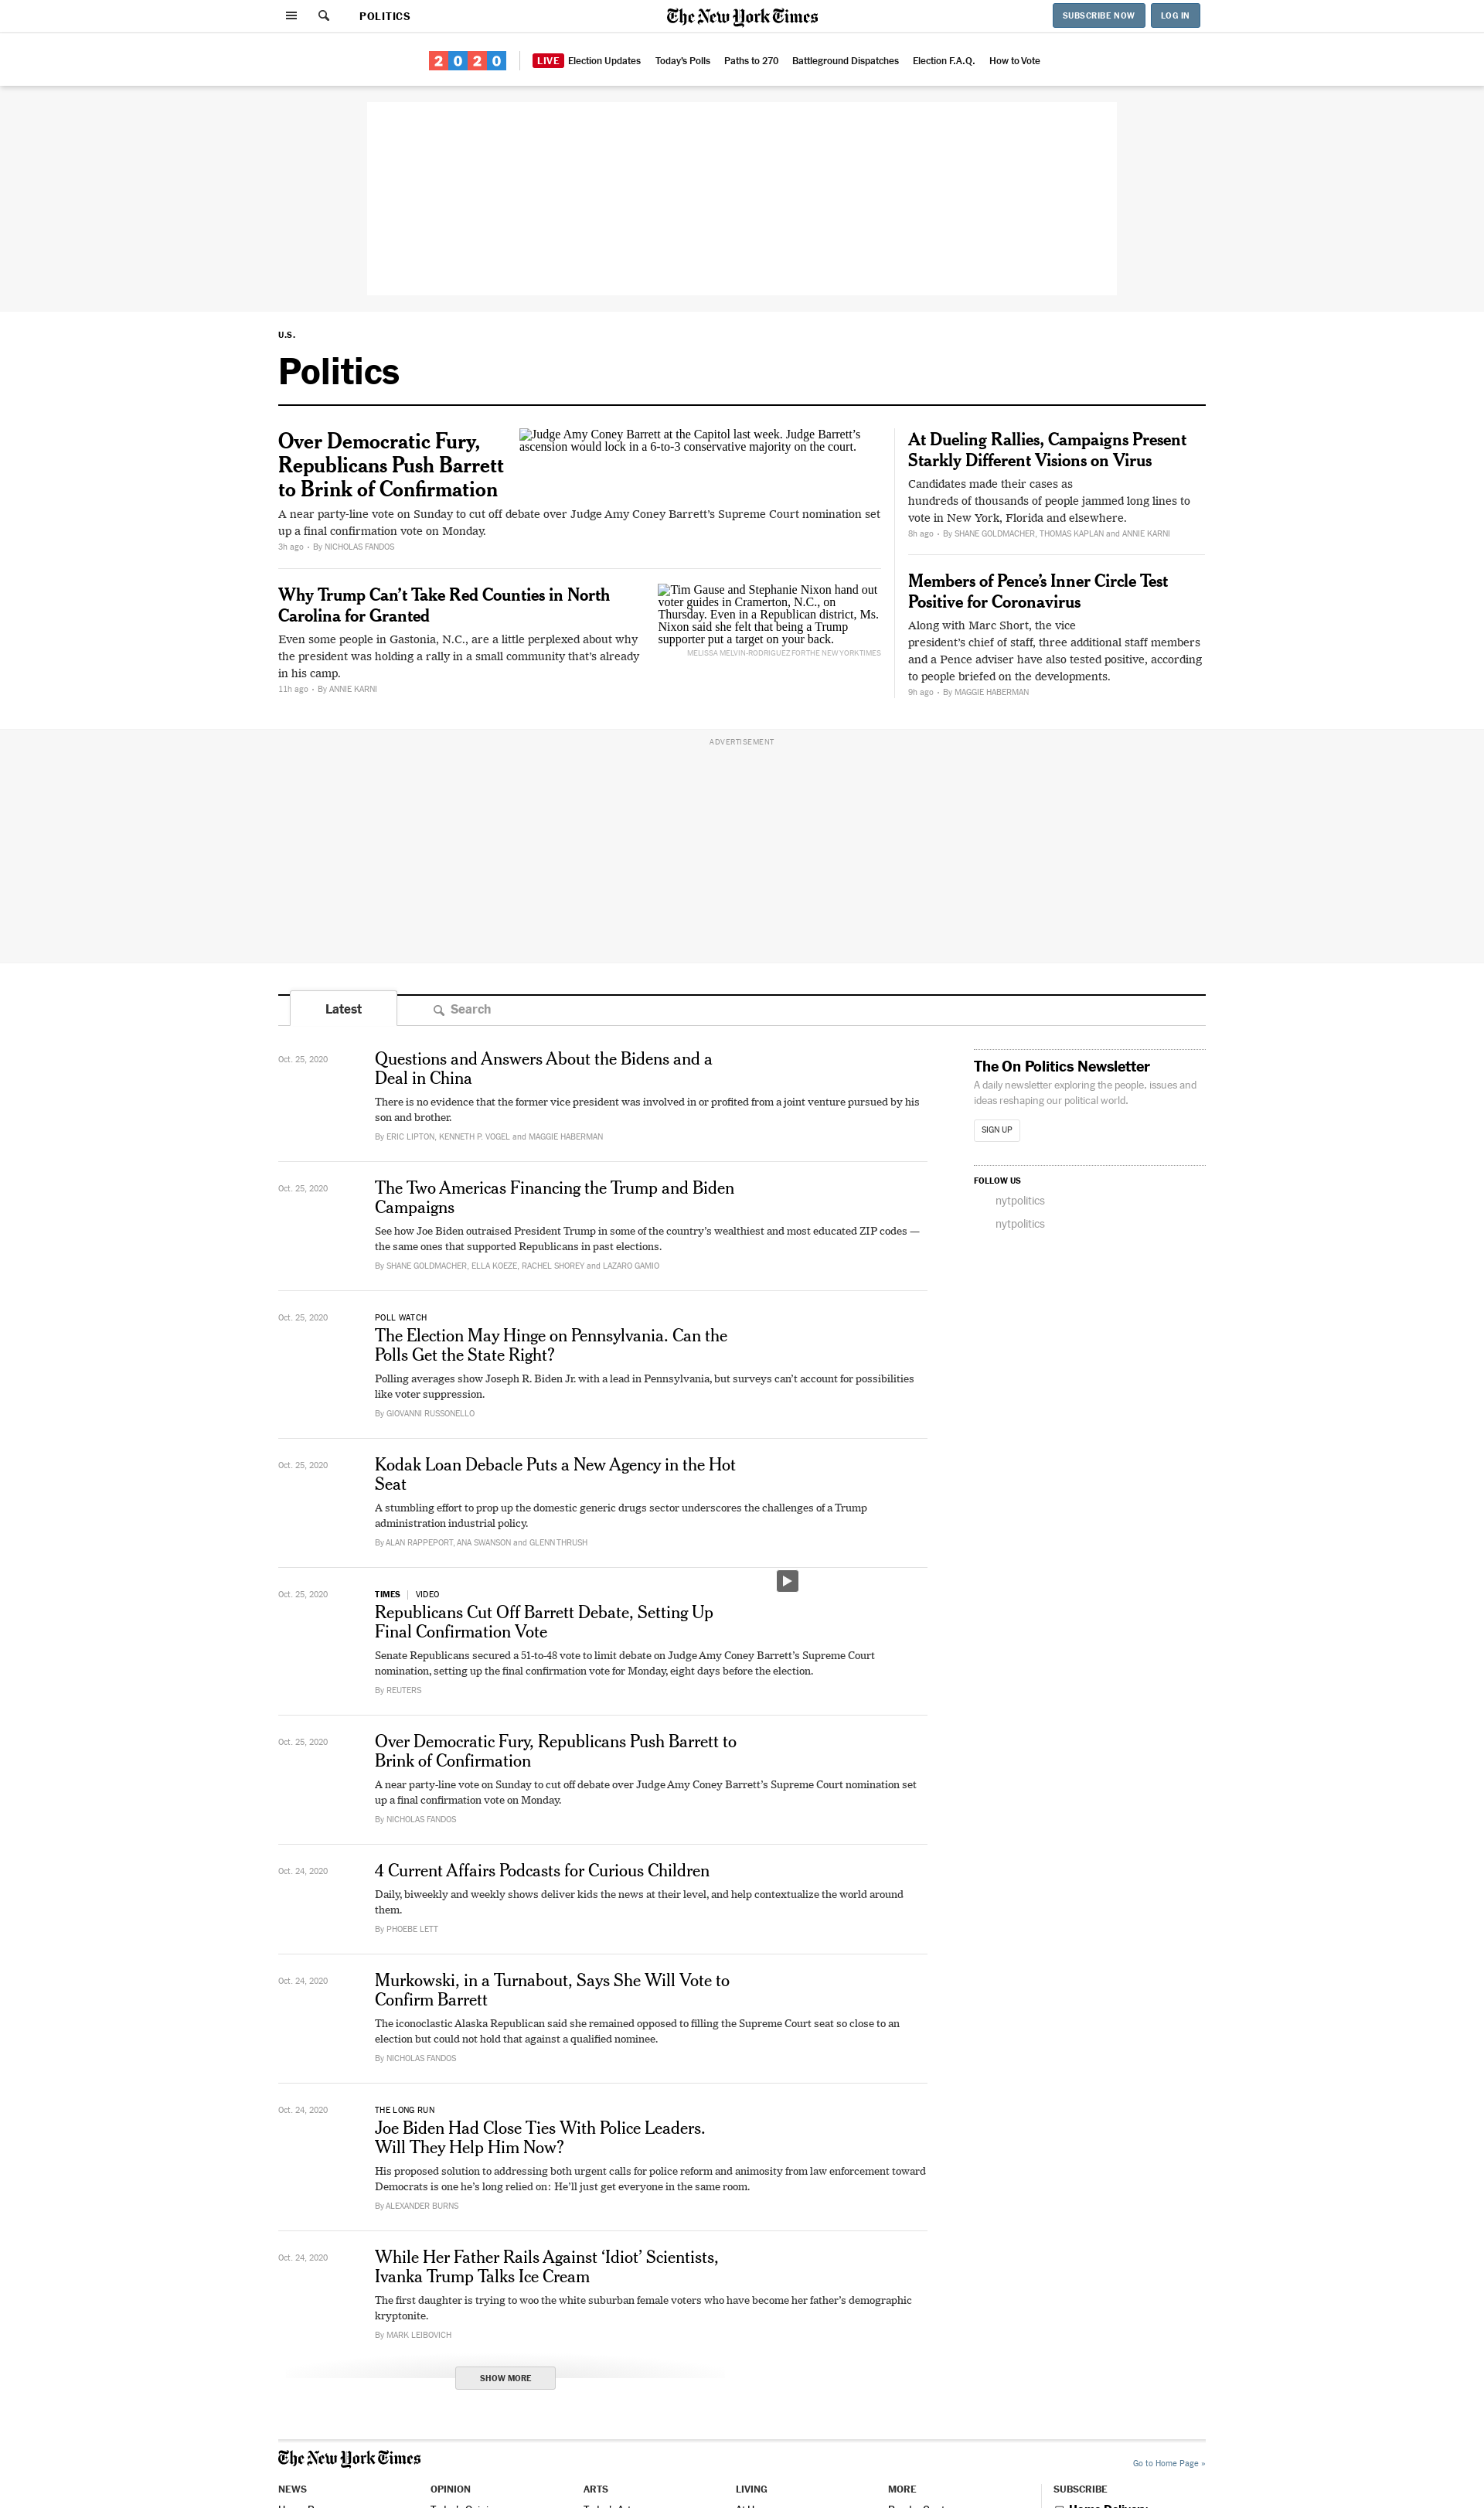 POLITICS
The New York Times
SUBSCRIBE NOW
LOG IN
2020
LIVE Election Updates
Today's Polls
Paths to 270
Battleground Dispatches
Election F.A.Q.
How to Vote
U.S.
Politics
Over Democratic Fury,
Republicans Push Barrett
to Brink of Confirmation
Judge Amy Coney Barrett at the Capitol last week. Judge Barrett’s
ascension would lock in a 6-to-3 conservative majority on the court.
A near party-line vote on Sunday to cut off debate over Judge Amy Coney Barrett’s Supreme Court nomination set
up a final confirmation vote on Monday.
3h ago • By NICHOLAS FANDOS
Why Trump Can’t Take Red Counties in North
Carolina for Granted
Even some people in Gastonia, N.C., are a little perplexed about why
the president was holding a rally in a small community that’s already
in his camp.
11h ago • By ANNIE KARNI
Tim Gause and Stephanie Nixon hand out
voter guides in Cramerton, N.C., on
Thursday. Even in a Republican district, Ms.
Nixon said she felt that being a Trump
supporter put a target on your back.
MELISSA MELVIN-RODRIGUEZ FOR THE NEW YORK TIMES
At Dueling Rallies, Campaigns Present
Starkly Different Visions on Virus
Candidates made their cases as
hundreds of thousands of people jammed long lines to
vote in New York, Florida and elsewhere.
8h ago • By SHANE GOLDMACHER, THOMAS KAPLAN and ANNIE KARNI
Members of Pence’s Inner Circle Test
Positive for Coronavirus
Along with Marc Short, the vice
president’s chief of staff, three additional staff members
and a Pence adviser have also tested positive, according
to people briefed on the developments.
9h ago • By MAGGIE HABERMAN
ADVERTISEMENT
Latest
Search
Oct. 25, 2020
Questions and Answers About the Bidens and a
Deal in China
There is no evidence that the former vice president was involved in or profited from a joint venture pursued by his
son and brother.
By ERIC LIPTON, KENNETH P. VOGEL and MAGGIE HABERMAN
Oct. 25, 2020
The Two Americas Financing the Trump and Biden
Campaigns
See how Joe Biden outraised President Trump in some of the country’s wealthiest and most educated ZIP codes —
the same ones that supported Republicans in past elections.
By SHANE GOLDMACHER, ELLA KOEZE, RACHEL SHOREY and LAZARO GAMIO
Oct. 25, 2020
POLL WATCH
The Election May Hinge on Pennsylvania. Can the
Polls Get the State Right?
Polling averages show Joseph R. Biden Jr. with a lead in Pennsylvania, but surveys can’t account for possibilities
like voter suppression.
By GIOVANNI RUSSONELLO
Oct. 25, 2020
Kodak Loan Debacle Puts a New Agency in the Hot
Seat
A stumbling effort to prop up the domestic generic drugs sector underscores the challenges of a Trump
administration industrial policy.
By ALAN RAPPEPORT, ANA SWANSON and GLENN THRUSH
Oct. 25, 2020
TIMES | VIDEO
Republicans Cut Off Barrett Debate, Setting Up
Final Confirmation Vote
Senate Republicans secured a 51-to-48 vote to limit debate on Judge Amy Coney Barrett’s Supreme Court
nomination, setting up the final confirmation vote for Monday, eight days before the election.
By REUTERS
Oct. 25, 2020
Over Democratic Fury, Republicans Push Barrett to
Brink of Confirmation
A near party-line vote on Sunday to cut off debate over Judge Amy Coney Barrett’s Supreme Court nomination set
up a final confirmation vote on Monday.
By NICHOLAS FANDOS
Oct. 24, 2020
4 Current Affairs Podcasts for Curious Children
Daily, biweekly and weekly shows deliver kids the news at their level, and help contextualize the world around
them.
By PHOEBE LETT
Oct. 24, 2020
Murkowski, in a Turnabout, Says She Will Vote to
Confirm Barrett
The iconoclastic Alaska Republican said she remained opposed to filling the Supreme Court seat so close to an
election but could not hold that against a qualified nominee.
By NICHOLAS FANDOS
Oct. 24, 2020
THE LONG RUN
Joe Biden Had Close Ties With Police Leaders.
Will They Help Him Now?
His proposed solution to addressing both urgent calls for police reform and animosity from law enforcement toward
Democrats is one he’s long relied on: He’ll just get everyone in the same room.
By ALEXANDER BURNS
Oct. 24, 2020
While Her Father Rails Against ‘Idiot’ Scientists,
Ivanka Trump Talks Ice Cream
The first daughter is trying to woo the white suburban female voters who have become her father’s demographic
kryptonite.
By MARK LEIBOVICH
SHOW MORE
The On Politics Newsletter
A daily newsletter exploring the people, issues and
ideas reshaping our political world.
SIGN UP
FOLLOW US
nytpolitics
nytpolitics
The New York Times
Go to Home Page »
NEWS
OPINION
ARTS
LIVING
MORE
SUBSCRIBE